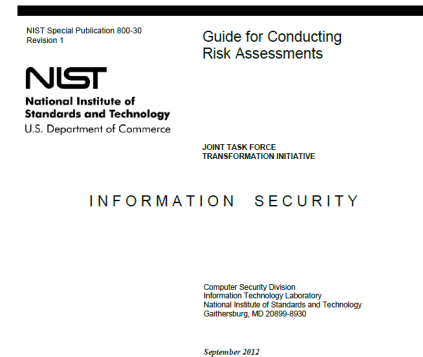 NIST Special Publication 800-30
Revision 1
Guide for Conducting
Risk Assessments
NIST
National Institute of
Standards and Technology
U.S. Department of Commerce
JOINT TASK FORCE
TRANSFORMATION INITIATIVE
INFORMATION SECURITY
Computer Security Division
Information Technology Laboratory
National Institute of Standards and Technology
Gaithersburg, MD 20899-8930
September 2012